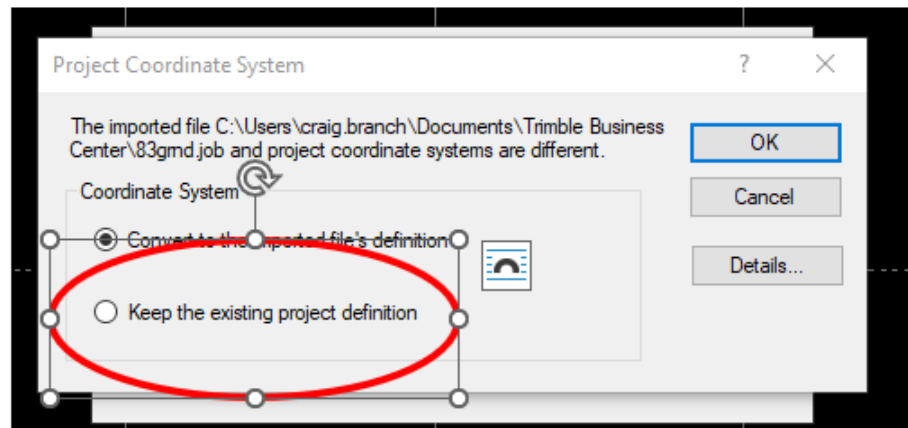 Project Coordinate System
?
The imported file C:\Users\craig.branch\Documents\Trimble Business
Center\83grnd.job and project coordinate systems are different.
OK
Coordinate System
Cancel
Convert to the imported file's definition
Details...
Keep the existing project definition